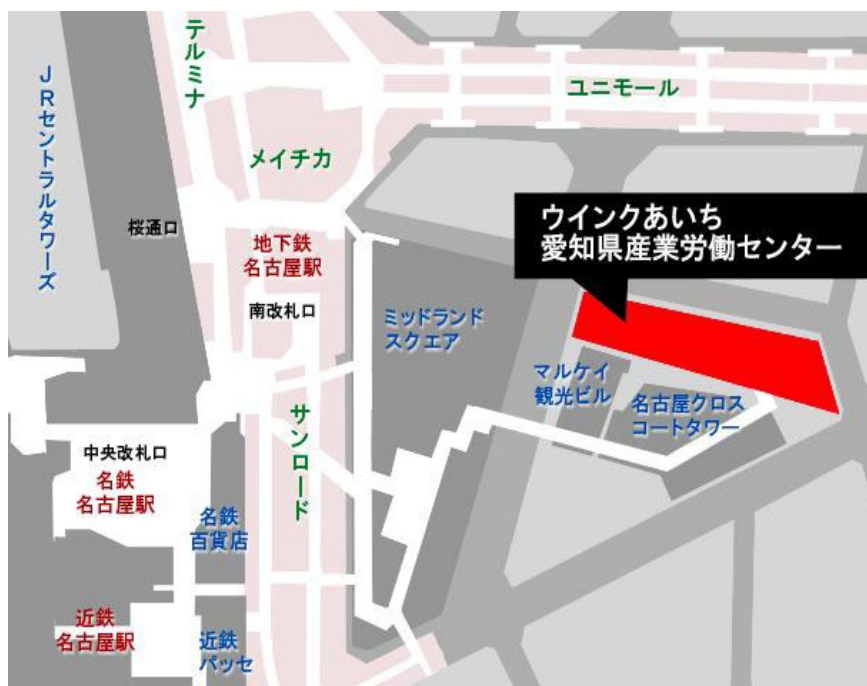 テルミナ
JRセントラルタワーズ
ユニモール
メイチカ
桜通口
地下鉄
名古屋駅
南改札口
ウインクあいち
愛知県産業労働センター
ミッドランド
スクエア
マルケイ
観光ビル
名古屋クロス
コートタワー
サンロード
中央改札口
名鉄
名古屋駅
名鉄
百貨店
近鉄
名古屋駅
近鉄
パッセ